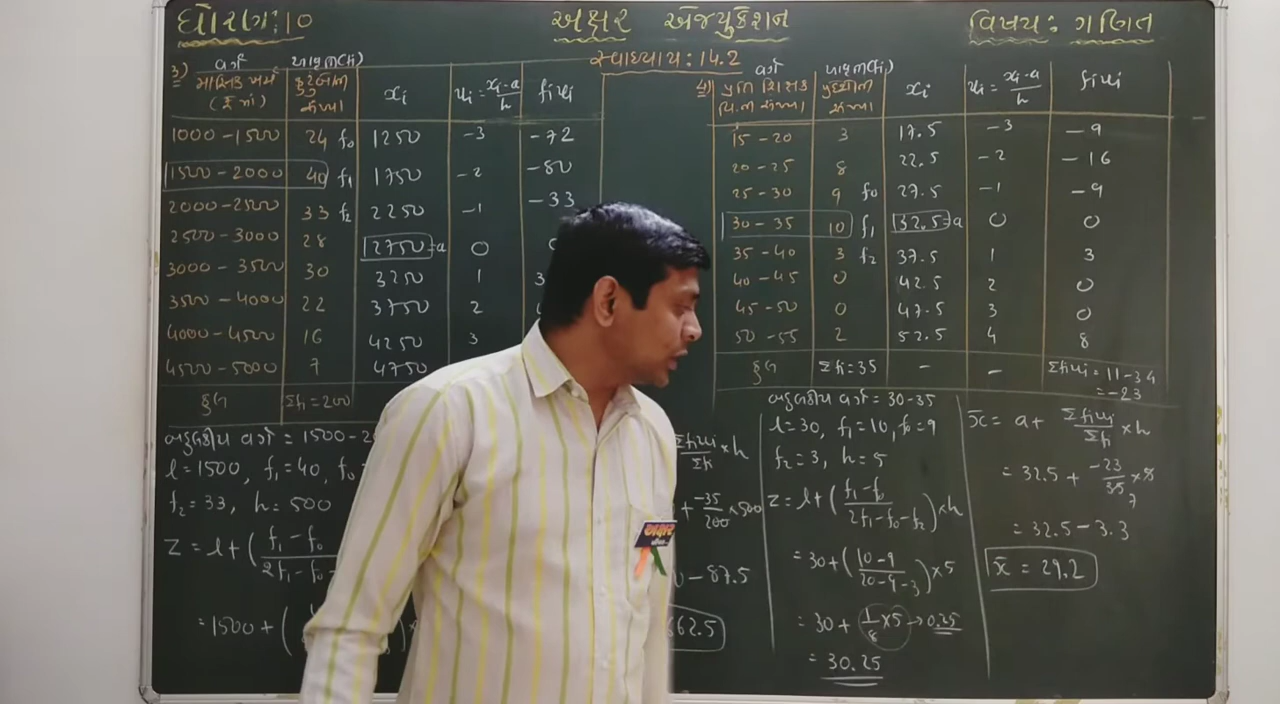 ધોરણ:10
અક્ષર એજ્યુકેશન
વિષય: ગણિત
સ્વાધ્યાય: 14.2
3) વર્ગ
માસિક ખર્ચ
(રૂ.માં)
આવૃત્તિ(fi)
કુટુંબોની
સંખ્યા
xi
ui = xi-a/h
fiui
1000-1500 24 f0 1250 -3 -72
1500-2000 40 f1 1750 -2 -80
2000-2500 33 f2 2250 -1 -33
2500-3000 28 2750=a 0
3000-3500 30 3250 1
3500-4000 22 3750 2
4000-4500 16 4250 3
4500-5000 7 4750
કુલ Σfi=200
બહુલકીય વર્ગ = 1500-2
l=1500, f1=40, f0
f2=33, h=500
Z=l+(f1-f0/2f1-f0-
=1500+(
Σfiui/Σfi×h
+ -35/200×500
-87.5
662.5
4) વર્ગ
પ્રતિ શિક્ષક
વિ.ની સંખ્યા
આવૃત્તિ(fi)
સંખ્યા
xi
ui = xi-a/h
fiui
15-20 3 17.5 -3 -9
20-25 8 22.5 -2 -16
25-30 9 f0 27.5 -1 -9
30-35 10 f1 32.5=a 0 0
35-40 3 f2 37.5 1 3
40-45 0 42.5 2 0
45-50 0 47.5 3 0
50-55 2 52.5 4 8
કુલ Σfi=35 - - Σfiui=11-34
=-23
બહુલકીય વર્ગ = 30-35
l=30, f1=10, f0=9
f2=3, h=5
Z=l+(f1-f0/2f1-f0-f2)×h
=30+(10-9/20-9-3)×5
=30+1/8×5→0.25
=30.25
x̄=a+Σfiui/Σfi×h
=32.5+-23/35×5
7
=32.5-3.3
x̄=29.2
અક્ષર